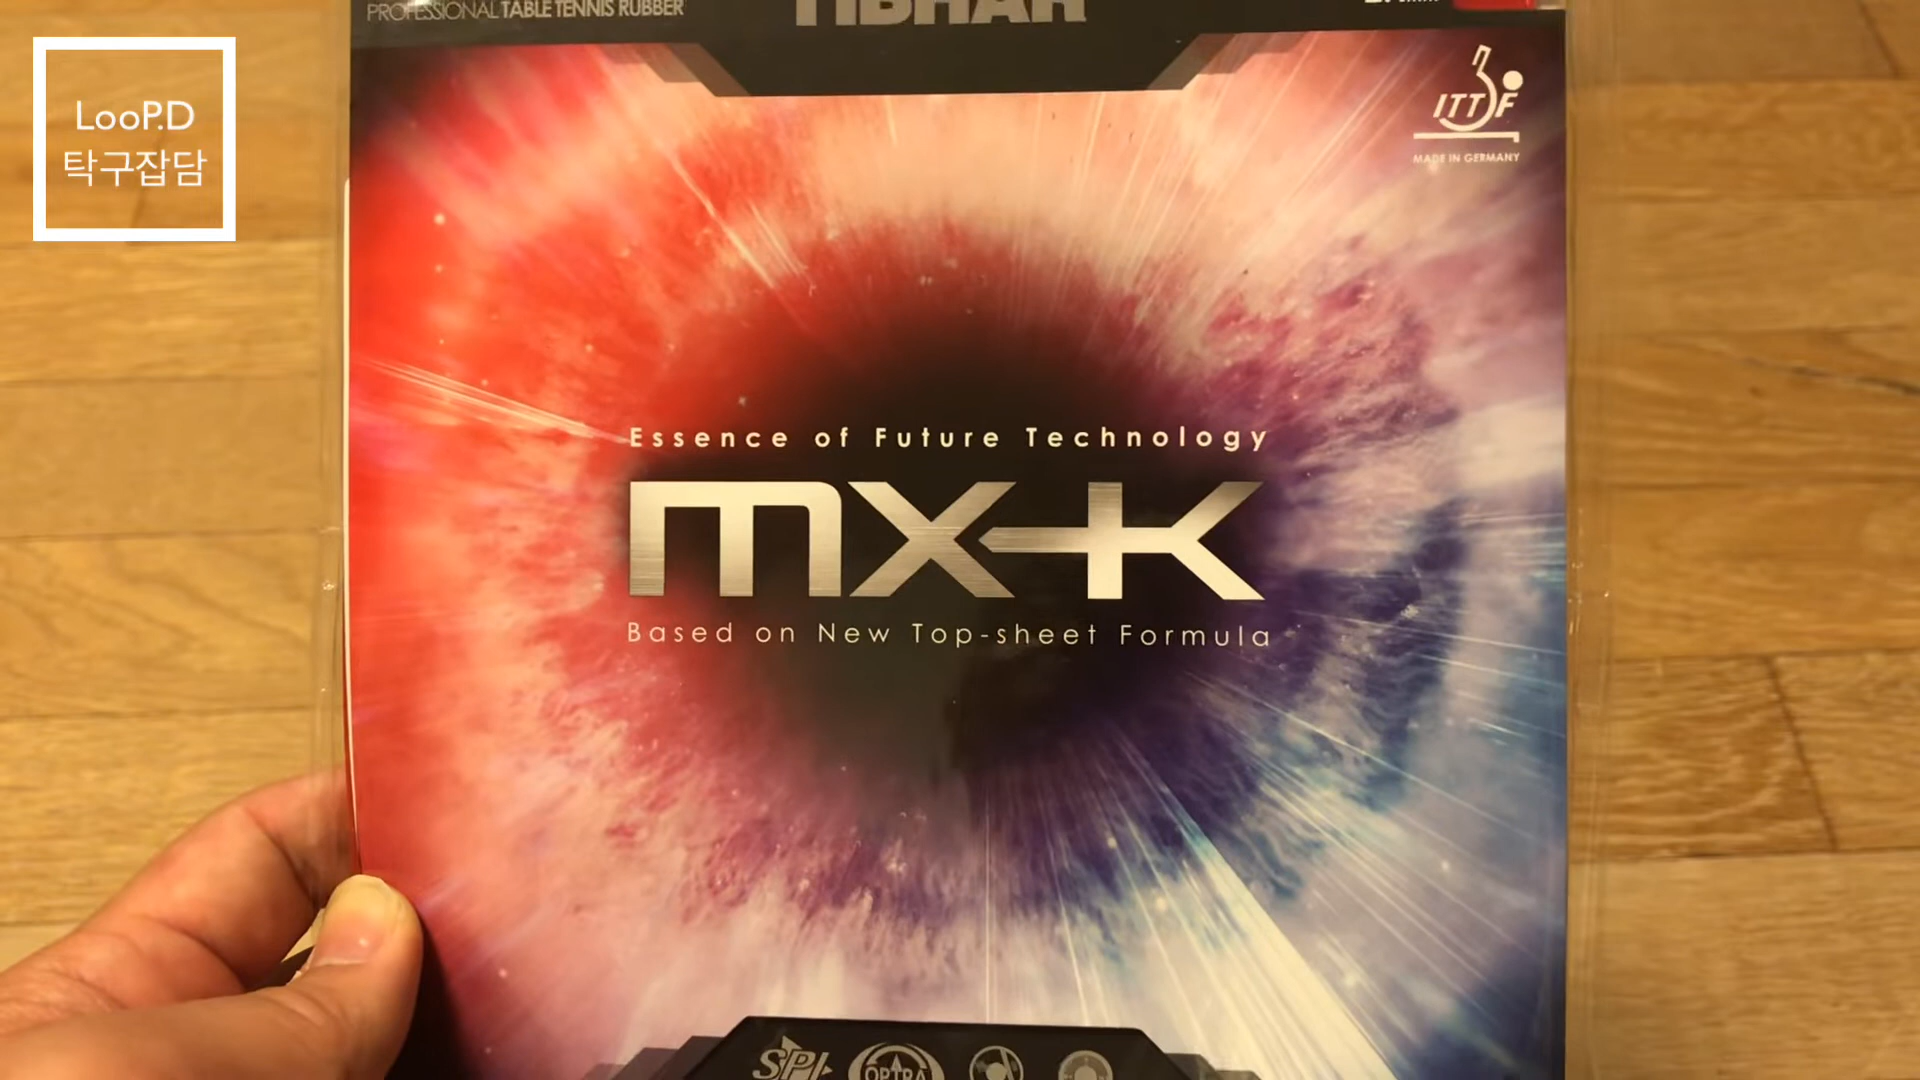 PROFESSIONAL TABLE TENNIS RUBBER
TIBHAR
LooP.D
탁구잡담
ITTF
MADE IN GERMANY
Essence of Future Technology
MX-K
Based on New Top-sheet Formula
OPTRA